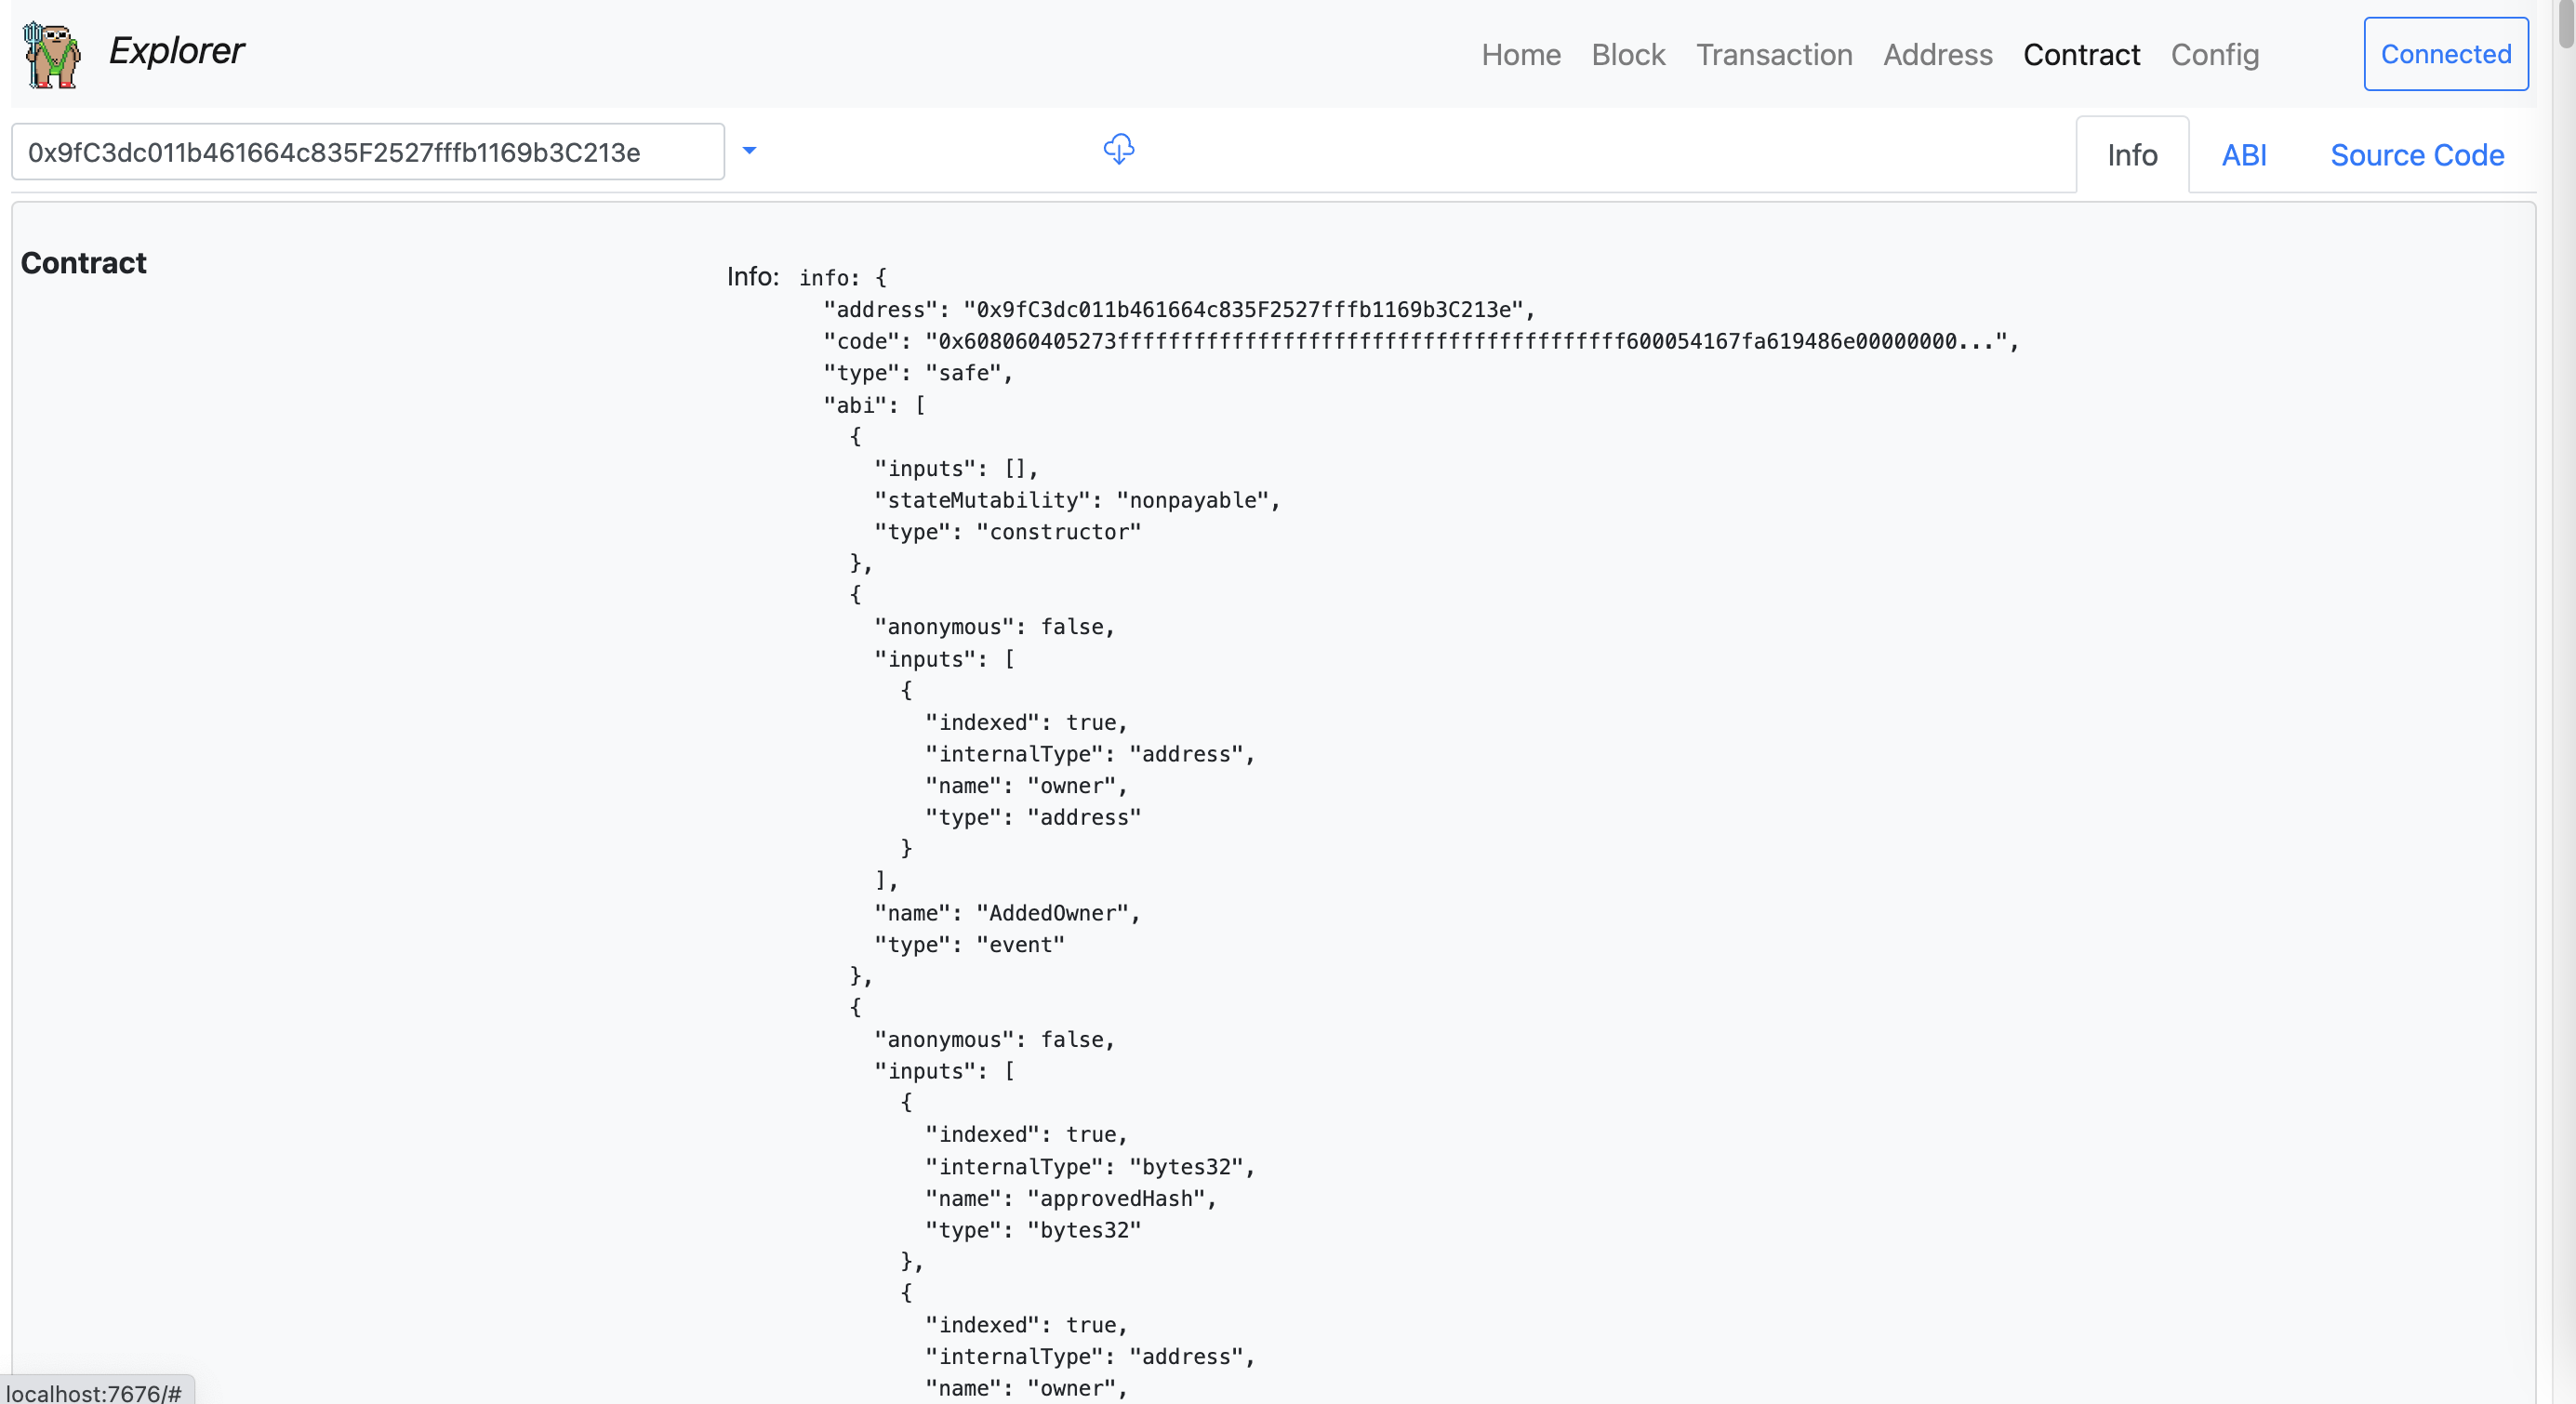 Explorer
Home Block Transaction Address Contract Config Connected
0x9fC3dc011b461664c835F2527fffb1169b3C213e
Info ABI Source Code
Contract
Info: info: {
"address": "0x9fC3dc011b461664c835F2527fffb1169b3C213e",
"code": "0x608060405273ffffffffffffffffffffffffffffffffffffffff600054167fa619486e00000000...",
"type": "safe",
"abi": [
{
"inputs": [],
"stateMutability": "nonpayable",
"type": "constructor"
},
{
"anonymous": false,
"inputs": [
{
"indexed": true,
"internalType": "address",
"name": "owner",
"type": "address"
}
],
"name": "AddedOwner",
"type": "event"
},
{
"anonymous": false,
"inputs": [
{
"indexed": true,
"internalType": "bytes32",
"name": "approvedHash",
"type": "bytes32"
},
{
"indexed": true,
"internalType": "address",
"name": "owner",
localhost:7676/#